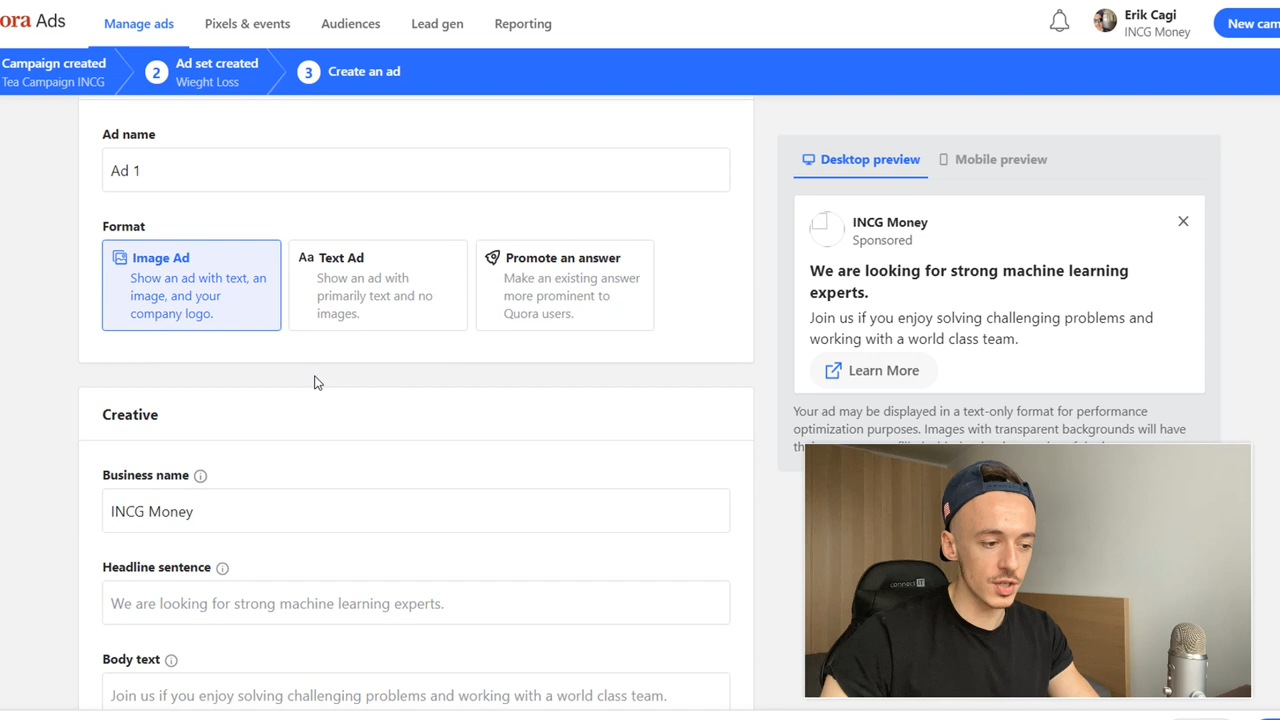 ora Ads
Manage ads
Pixels & events
Audiences
Lead gen
Reporting
Erik Cagi
INCG Money
New cam
Campaign created
Tea Campaign INCG
2
Ad set created
Wieght Loss
3
Create an ad
Ad name
Ad 1
Format
Image Ad
Show an ad with text, an
image, and your
company logo.
Aa Text Ad
Show an ad with
primarily text and no
images.
Promote an answer
Make an existing answer
more prominent to
Quora users.
Creative
Business name
INCG Money
Headline sentence
We are looking for strong machine learning experts.
Body text
Join us if you enjoy solving challenging problems and working with a world class team.
Desktop preview
Mobile preview
INCG Money
Sponsored
We are looking for strong machine learning
experts.
Join us if you enjoy solving challenging problems and
working with a world class team.
Learn More
Your ad may be displayed in a text-only format for performance
optimization purposes. Images with transparent backgrounds will have
connect IT